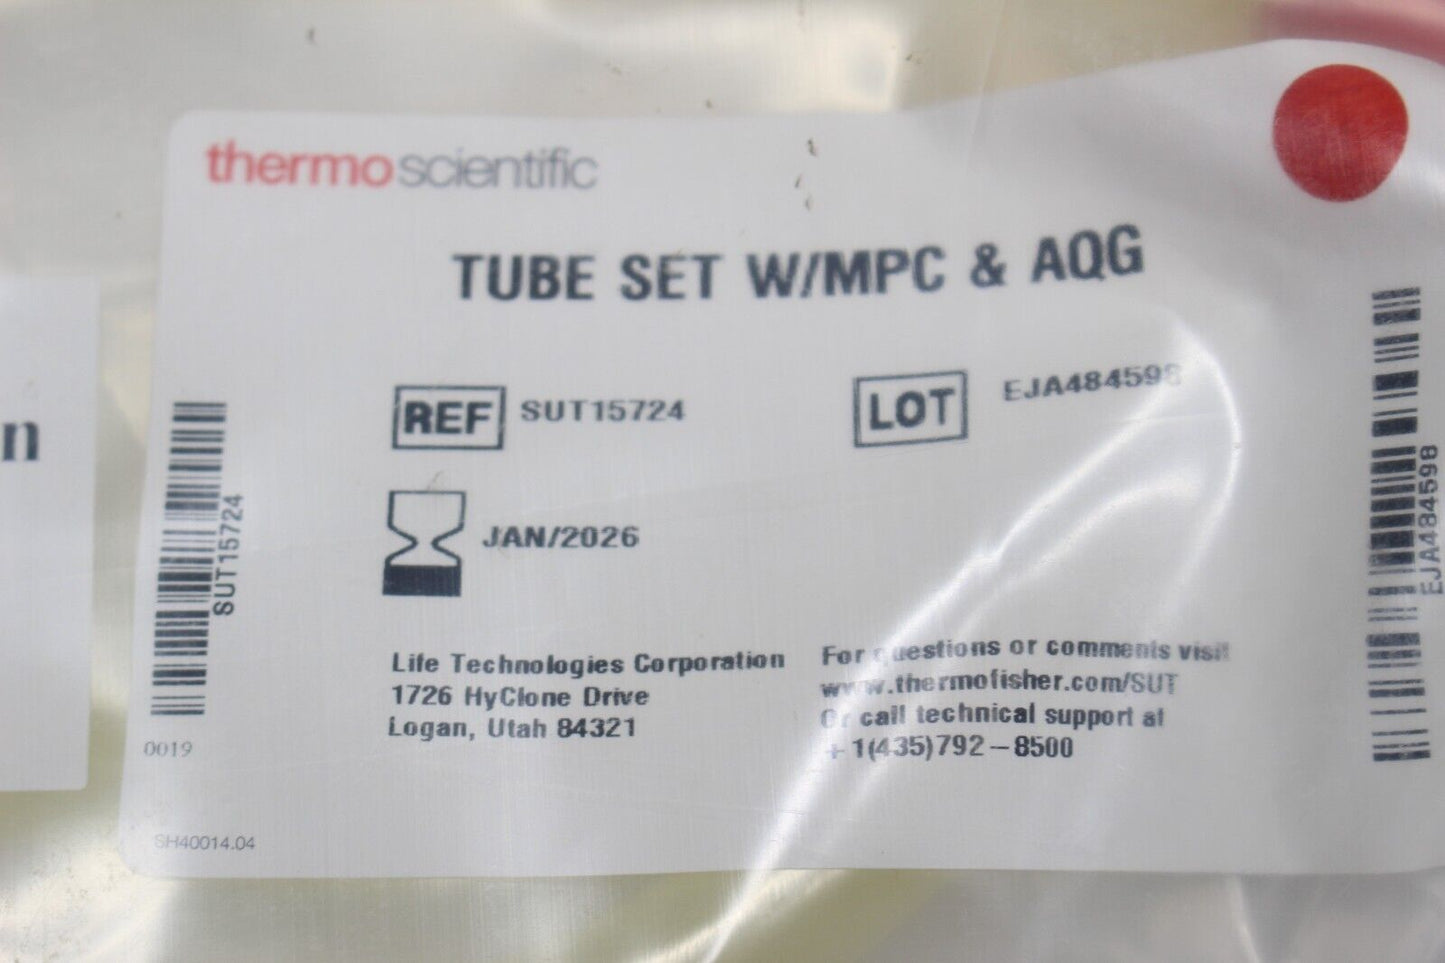 thermo scientific
TUBE SET W/MPC & AQG
REF SUT15724
LOT EJA484598
JAN/2026
Life Technologies Corporation
1726 HyClone Drive
Logan, Utah 84321
For questions or comments visit
www.thermofisher.com/SUT
Or call technical support at
+1(435)792-8500
SUT15724
0019
SH40014.04
EJA484598
n